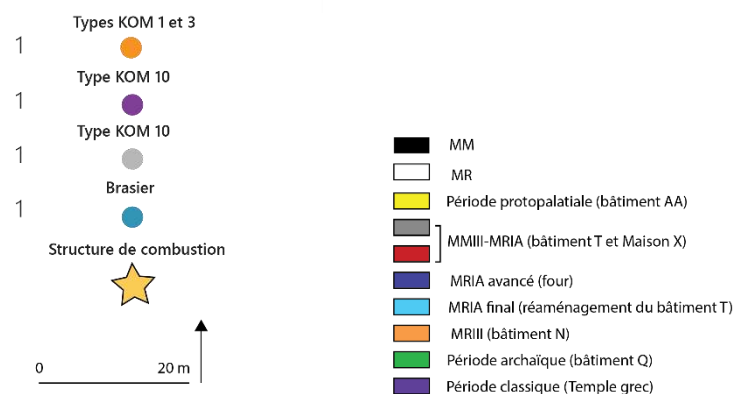 Types KOM 1 et 3
1
Type KOM 10
1
Type KOM 10
1
Brasier
1
Structure de combustion
0 20 m
MM
MR
Période protopalatiale (bâtiment AA)
MMIII-MRIA (bâtiment T et Maison X)
MRIA avancé (four)
MRIA final (réaménagement du bâtiment T)
MRIII (bâtiment N)
Période archaïque (bâtiment Q)
Période classique (Temple grec)